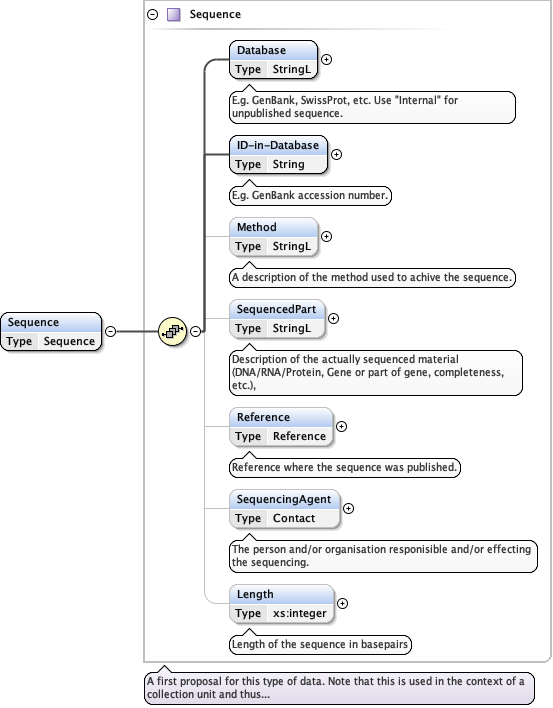 Sequence
Database
Type StringL
E.g. GenBank, SwissProt, etc. Use "Internal" for
unpublished sequence.
ID-in-Database
Type String
E.g. GenBank accession number.
Method
Type StringL
A description of the method used to achive the sequence.
Sequence
Type Sequence
SequencedPart
Type StringL
Description of the actually sequenced material
(DNA/RNA/Protein, Gene or part of gene, completeness,
etc.),
Reference
Type Reference
Reference where the sequence was published.
SequencingAgent
Type Contact
The person and/or organisation responisible and/or effecting
the sequencing.
Length
Type xs:integer
Length of the sequence in basepairs
A first proposal for this type of data. Note that this is used in the context of a
collection unit and thus...